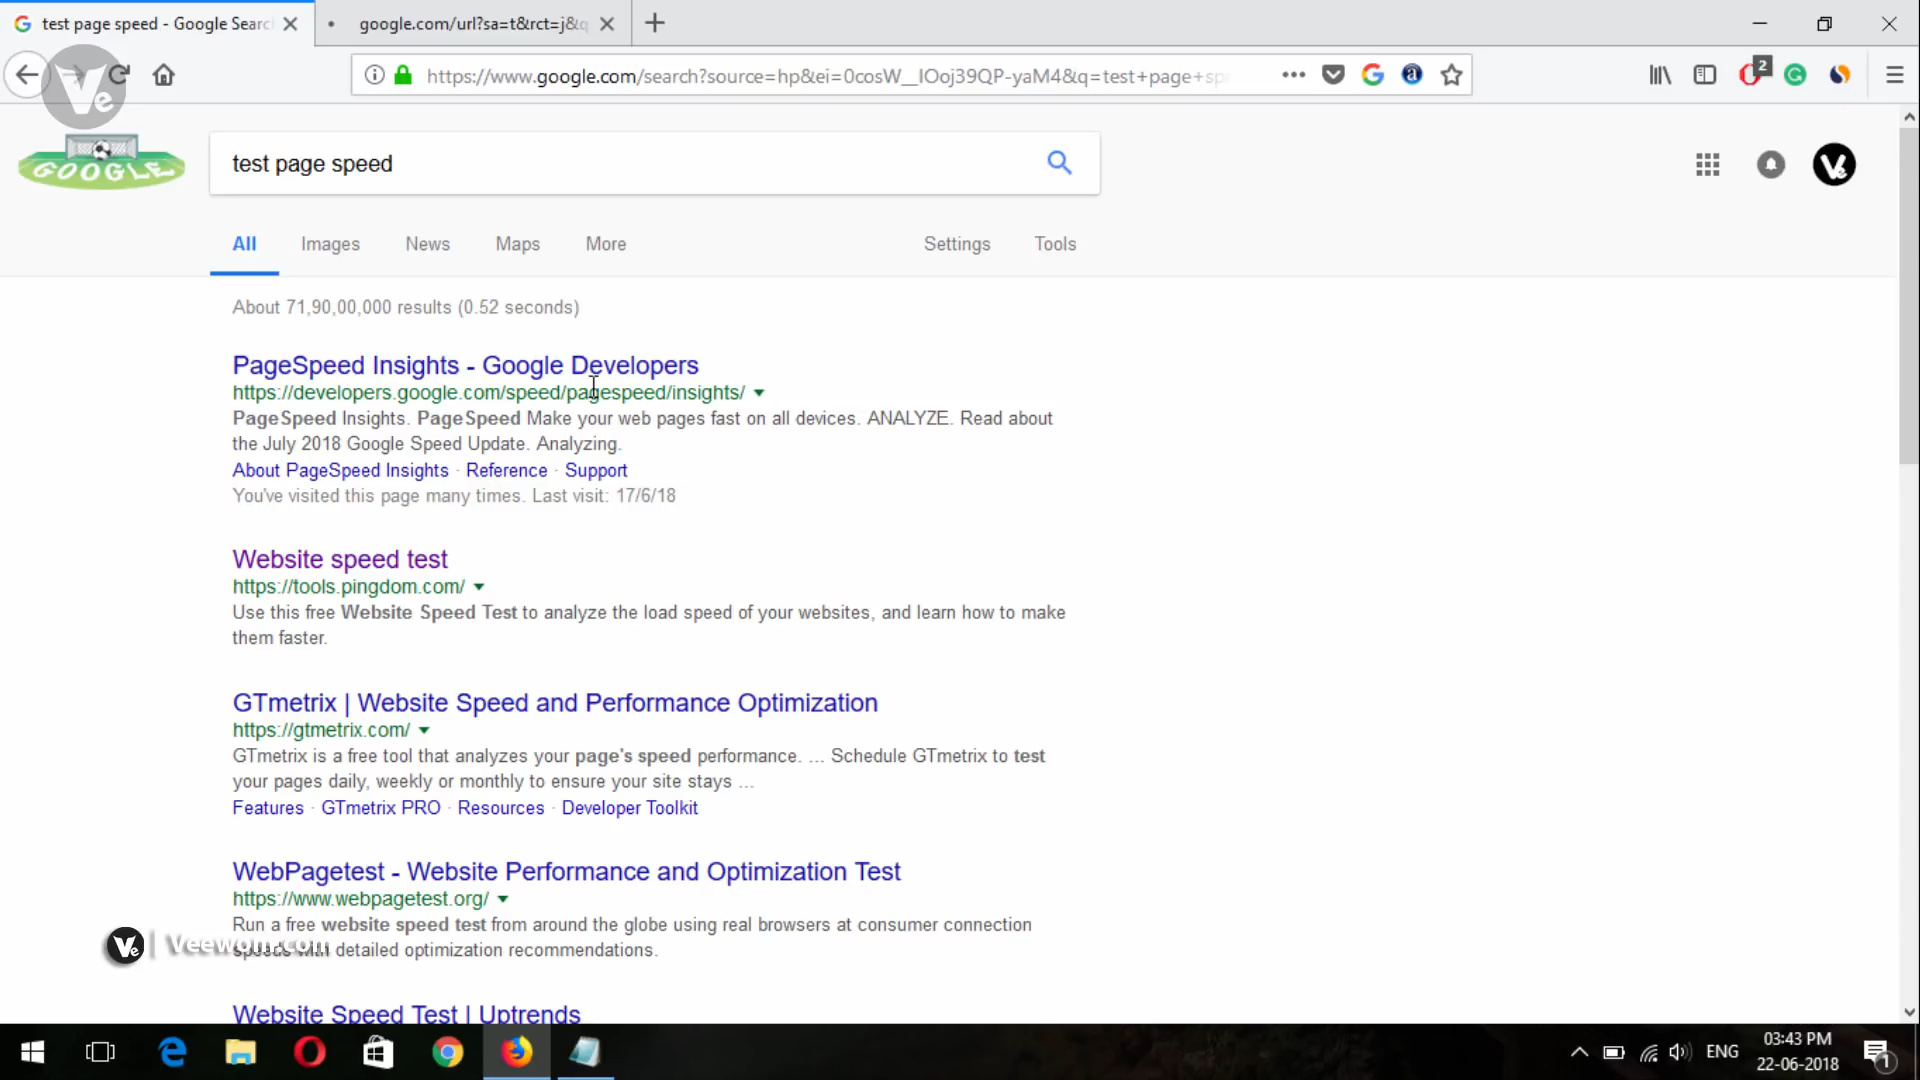 test page speed - Google Searc
google.com/url?sa=t&rct=j&q
https://www.google.com/search?source=hp&ei=0cosW__IOoj39QP-yaM4&q=test+page+sp
2
Ve
GOOGLE
test page speed
All
Images
News
Maps
More
Settings
Tools
About 71,90,00,000 results (0.52 seconds)
PageSpeed Insights - Google Developers
https://developers.google.com/speed/pagespeed/insights/
PageSpeed Insights. PageSpeed Make your web pages fast on all devices. ANALYZE. Read about
the July 2018 Google Speed Update. Analyzing.
About PageSpeed Insights · Reference · Support
You've visited this page many times. Last visit: 17/6/18
Website speed test
https://tools.pingdom.com/
Use this free Website Speed Test to analyze the load speed of your websites, and learn how to make
them faster.
GTmetrix | Website Speed and Performance Optimization
https://gtmetrix.com/
GTmetrix is a free tool that analyzes your page's speed performance. ... Schedule GTmetrix to test
your pages daily, weekly or monthly to ensure your site stays ...
Features · GTmetrix PRO · Resources · Developer Toolkit
WebPagetest - Website Performance and Optimization Test
https://www.webpagetest.org/
Run a free website speed test from around the globe using real browsers at consumer connection
speeds with detailed optimization recommendations.
Ve | Veewom.com
Website Speed Test | Uptrends
ENG
03:43 PM
22-06-2018
1